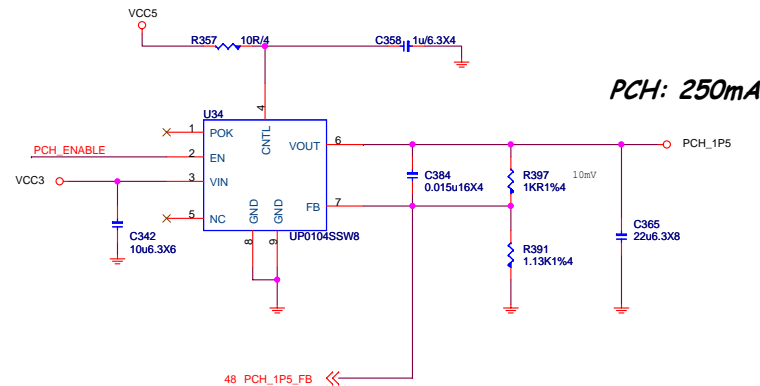 VCC5
R357
10R/4
C358
1u/6.3X4
PCH: 250mA
U34
4
1
POK
CNTL
VOUT
6
PCH_1P5
PCH_ENABLE
2
EN
C384
0.015u16X4
R397
1KR1%4
10mV
VCC3
3
VIN
5
NC
GND
GND
FB
7
8
9
UP0104SSW8
C342
10u6.3X6
C365
22u6.3X8
R391
1.13K1%4
48 PCH_1P5_FB